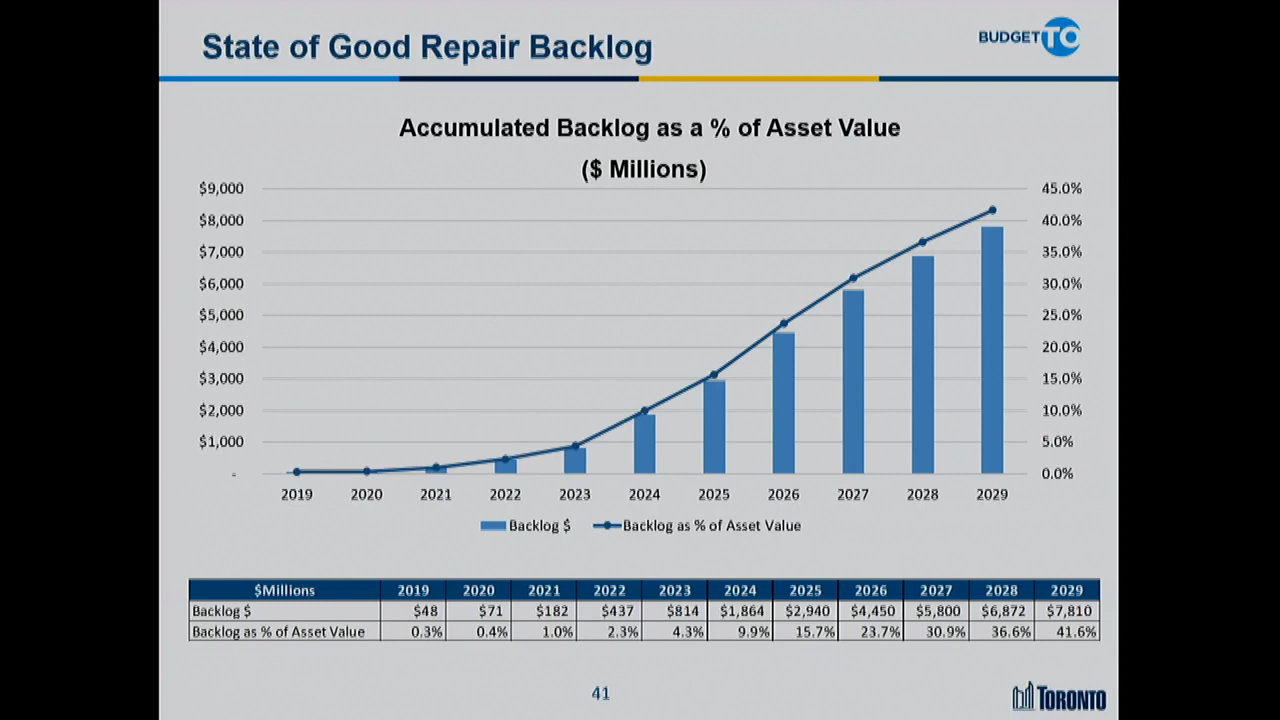 State of Good Repair Backlog
BUDGETTO
Accumulated Backlog as a % of Asset Value
($ Millions)
$9,000 45.0%
$8,000 40.0%
$7,000 35.0%
$6,000 30.0%
$5,000 25.0%
$4,000 20.0%
$3,000 15.0%
$2,000 10.0%
$1,000 5.0%
- 0.0%
2019 2020 2021 2022 2023 2024 2025 2026 2027 2028 2029
Backlog $ Backlog as % of Asset Value
$Millions 2019 2020 2021 2022 2023 2024 2025 2026 2027 2028 2029
Backlog $ $48 $71 $182 $437 $814 $1,864 $2,940 $4,450 $5,800 $6,872 $7,810
Backlog as % of Asset Value 0.3% 0.4% 1.0% 2.3% 4.3% 9.9% 15.7% 23.7% 30.9% 36.6% 41.6%
41
TORONTO